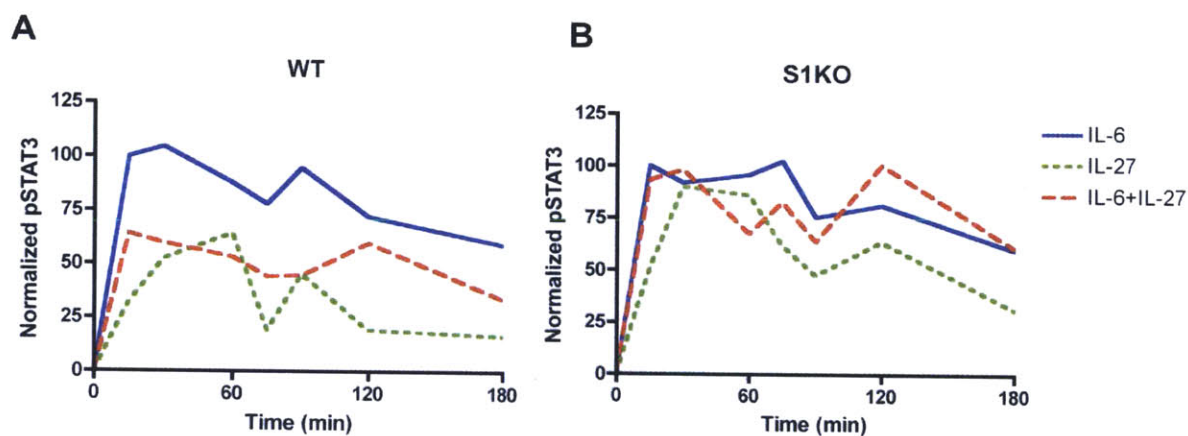 A
WT
Normalized pSTAT3
125
100
75
50
25
0
0 60 120 180
Time (min)
B
S1KO
Normalized pSTAT3
125
100
75
50
25
0
0 60 120 180
Time (min)
IL-6
IL-27
IL-6+IL-27